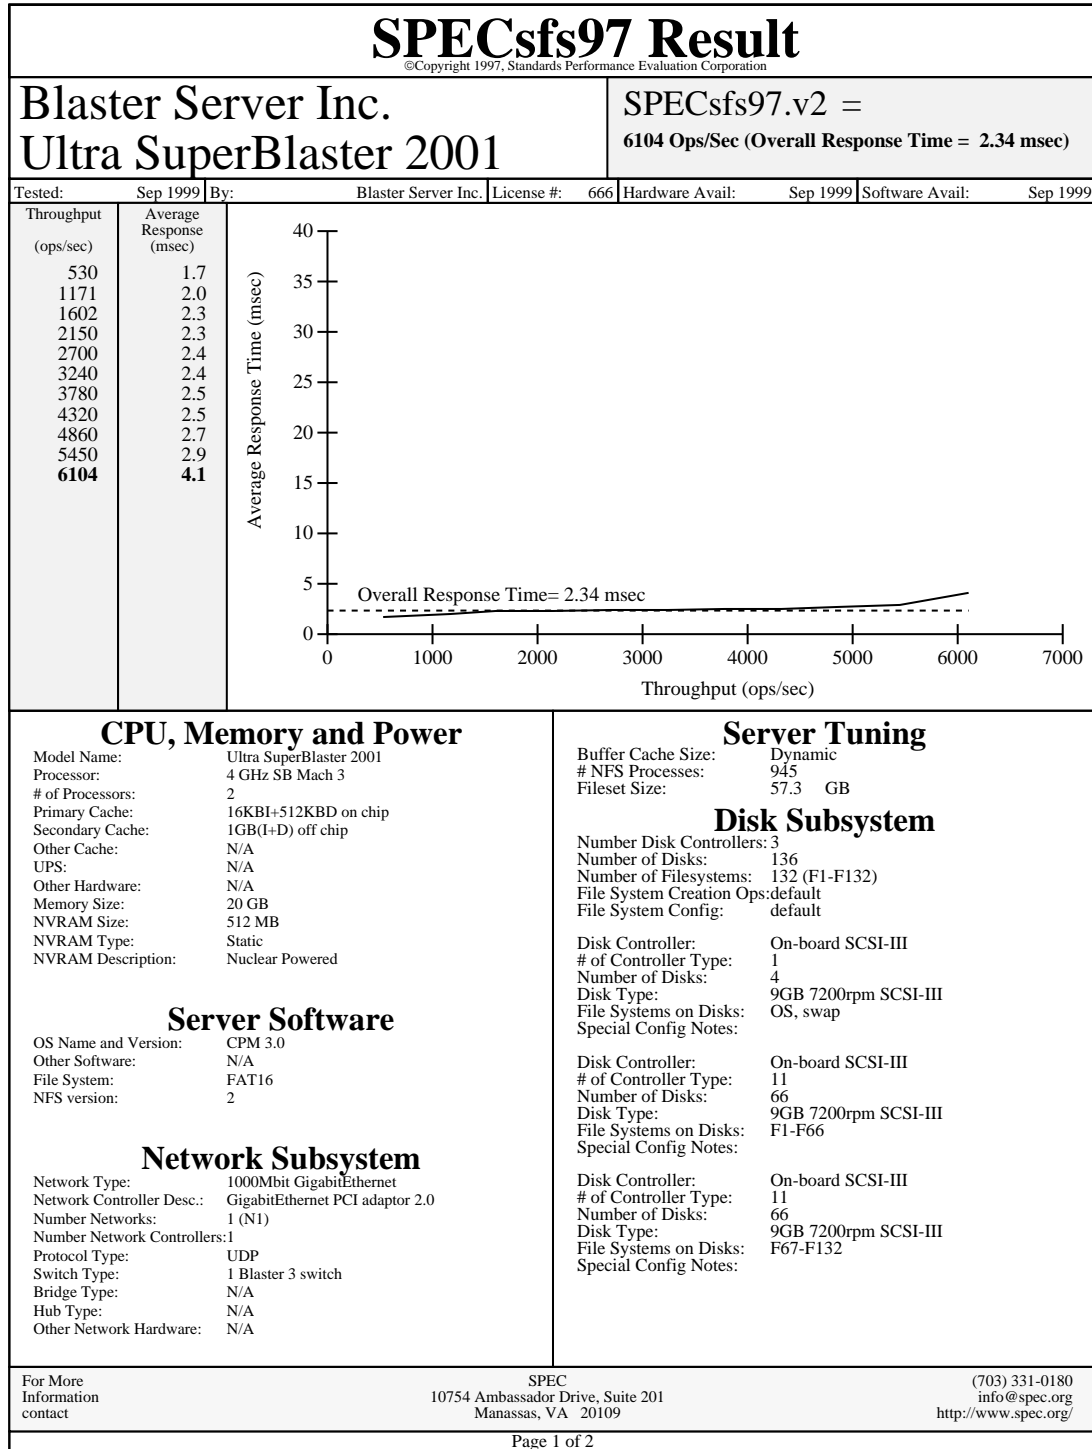 SPECsfs97 Result
©Copyright 1997, Standards Performance Evaluation Corporation
Blaster Server Inc.
Ultra SuperBlaster 2001
SPECsfs97.v2 =
6104 Ops/Sec (Overall Response Time = 2.34 msec)
Tested: Sep 1999 By: Blaster Server Inc. License #: 666 Hardware Avail: Sep 1999 Software Avail: Sep 1999
Throughput
(ops/sec)
Average
Response
(msec)
530 1.7
1171 2.0
1602 2.3
2150 2.3
2700 2.4
3240 2.4
3780 2.5
4320 2.5
4860 2.7
5450 2.9
6104 4.1
Average Response Time (msec)
40
35
30
25
20
15
10
5
0
Overall Response Time= 2.34 msec
0 1000 2000 3000 4000 5000 6000 7000
Throughput (ops/sec)
CPU, Memory and Power
Model Name: Ultra SuperBlaster 2001
Processor: 4 GHz SB Mach 3
# of Processors: 2
Primary Cache: 16KBI+512KBD on chip
Secondary Cache: 1GB(I+D) off chip
Other Cache: N/A
UPS: N/A
Other Hardware: N/A
Memory Size: 20 GB
NVRAM Size: 512 MB
NVRAM Type: Static
NVRAM Description: Nuclear Powered
Server Software
OS Name and Version: CPM 3.0
Other Software: N/A
File System: FAT16
NFS version: 2
Network Subsystem
Network Type: 1000Mbit GigabitEthernet
Network Controller Desc.: GigabitEthernet PCI adaptor 2.0
Number Networks: 1 (N1)
Number Network Controllers:1
Protocol Type: UDP
Switch Type: 1 Blaster 3 switch
Bridge Type: N/A
Hub Type: N/A
Other Network Hardware: N/A
Server Tuning
Buffer Cache Size: Dynamic
# NFS Processes: 945
Fileset Size: 57.3 GB
Disk Subsystem
Number Disk Controllers: 3
Number of Disks: 136
Number of Filesystems: 132 (F1-F132)
File System Creation Ops:default
File System Config: default
Disk Controller: On-board SCSI-III
# of Controller Type: 1
Number of Disks: 4
Disk Type: 9GB 7200rpm SCSI-III
File Systems on Disks: OS, swap
Special Config Notes:
Disk Controller: On-board SCSI-III
# of Controller Type: 11
Number of Disks: 66
Disk Type: 9GB 7200rpm SCSI-III
File Systems on Disks: F1-F66
Special Config Notes:
Disk Controller: On-board SCSI-III
# of Controller Type: 11
Number of Disks: 66
Disk Type: 9GB 7200rpm SCSI-III
File Systems on Disks: F67-F132
Special Config Notes:
For More
Information
contact
SPEC
10754 Ambassador Drive, Suite 201
Manassas, VA 20109
(703) 331-0180
info@spec.org
http://www.spec.org/
Page 1 of 2